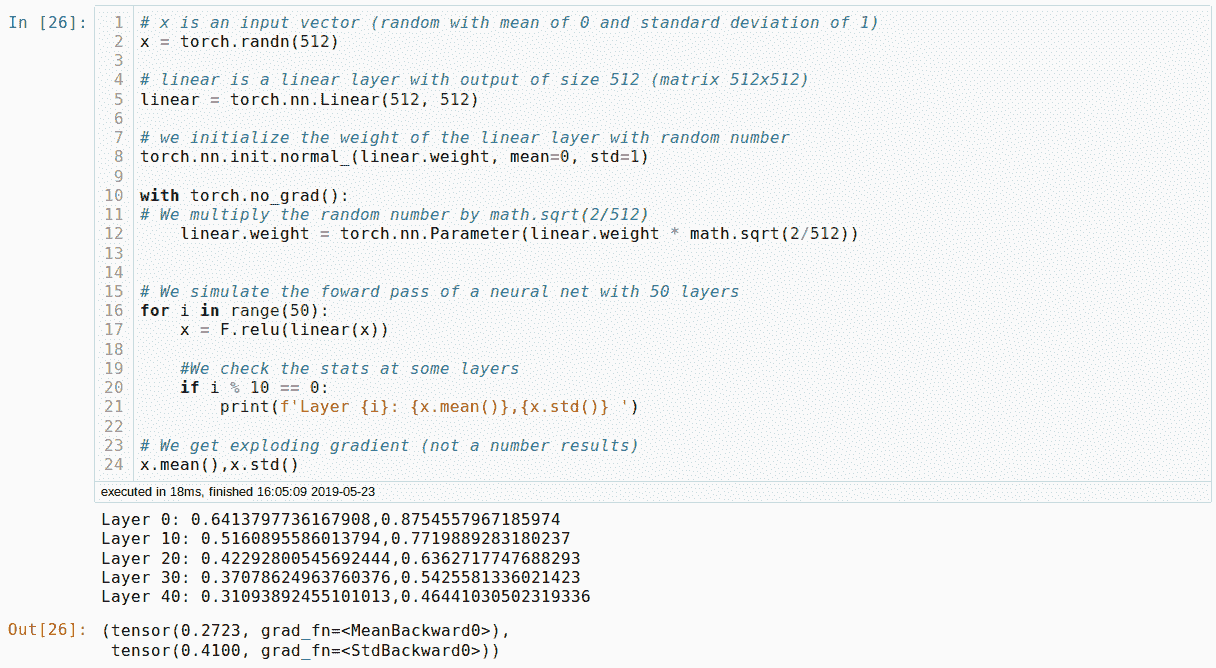 In [26]:
1 # x is an input vector (random with mean of 0 and standard deviation of 1)
2 x = torch.randn(512)
3
4 # linear is a linear layer with output of size 512 (matrix 512x512)
5 linear = torch.nn.Linear(512, 512)
6
7 # we initialize the weight of the linear layer with random number
8 torch.nn.init.normal_(linear.weight, mean=0, std=1)
9
10 with torch.no_grad():
11 # We multiply the random number by math.sqrt(2/512)
12     linear.weight = torch.nn.Parameter(linear.weight * math.sqrt(2/512))
13
14
15 # We simulate the foward pass of a neural net with 50 layers
16 for i in range(50):
17     x = F.relu(linear(x))
18
19     #We check the stats at some layers
20     if i % 10 == 0:
21         print(f'Layer {i}: {x.mean()},{x.std()} ')
22
23 # We get exploding gradient (not a number results)
24 x.mean(),x.std()
executed in 18ms, finished 16:05:09 2019-05-23
Layer 0: 0.6413797736167908,0.8754557967185974
Layer 10: 0.5160895586013794,0.7719889283180237
Layer 20: 0.42292800545692444,0.6362717747688293
Layer 30: 0.37078624963760376,0.5425581336021423
Layer 40: 0.31093892455101013,0.46441030502319336
Out[26]: (tensor(0.2723, grad_fn=<MeanBackward0>),
tensor(0.4100, grad_fn=<StdBackward0>))